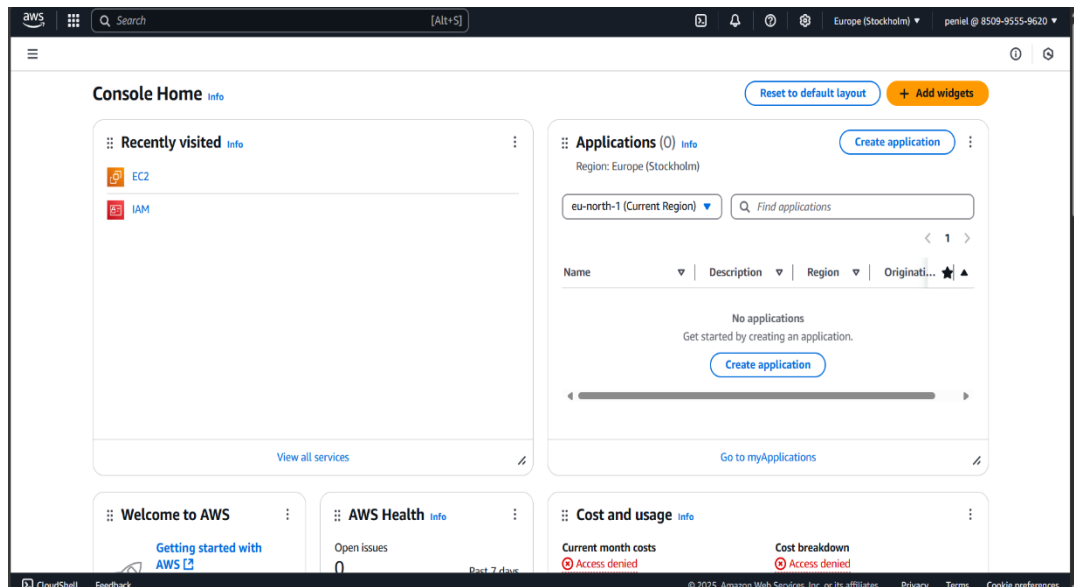 aws
Search [Alt+S]
Europe (Stockholm) ▼ peniel @ 8509-9555-9620 ▼
Console Home Info
Reset to default layout
+ Add widgets
Recently visited Info
EC2
IAM
View all services
Applications (0) Info
Create application
Region: Europe (Stockholm)
eu-north-1 (Current Region) ▼
Find applications
1
Name Description Region Originati...
No applications
Get started by creating an application.
Create application
Go to myApplications
Welcome to AWS
Getting started with
AWS
AWS Health Info
Open issues
0
Past 7 days
Cost and usage Info
Current month costs
Access denied
Cost breakdown
Access denied
CloudShell Feedback
© 2025, Amazon Web Services, Inc. or its affiliates. Privacy Terms Cookie preferences